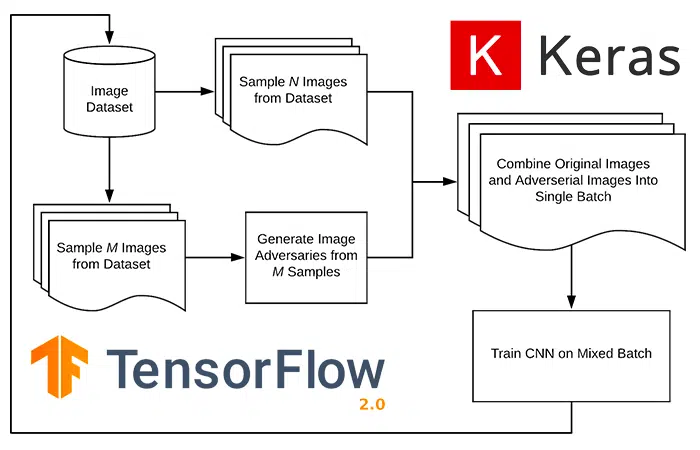 Image
Dataset
Sample N Images
from Dataset
K Keras
Combine Original Images
and Adverserial Images Into
Single Batch
Sample M Images
from Dataset
Generate Image
Adversaries from
M Samples
Train CNN on Mixed Batch
TensorFlow
2.0